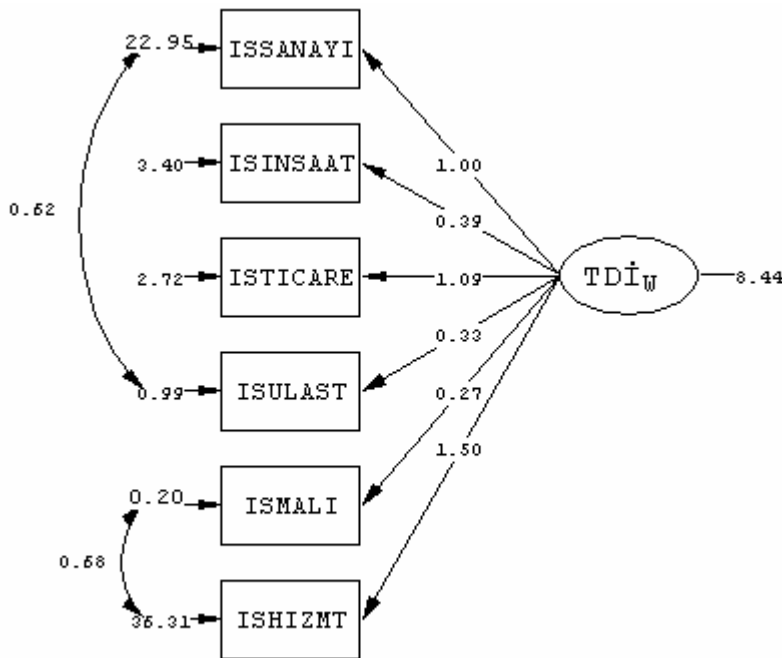 22.95 ISSANAYI
1.00
3.40 ISINSAAT
0.62
0.39
2.72 ISTICARE 1.09 TDİW 8.44
0.33
0.99 ISULAST
0.27
1.50
0.20 ISMALI
0.68
36.31 ISHIZMT